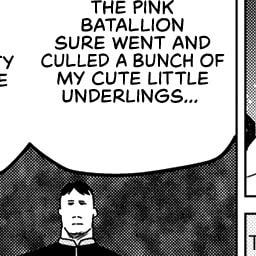 THE PINK
BATALLION
SURE WENT AND
CULLED A BUNCH OF
MY CUTE LITTLE
UNDERLINGS...